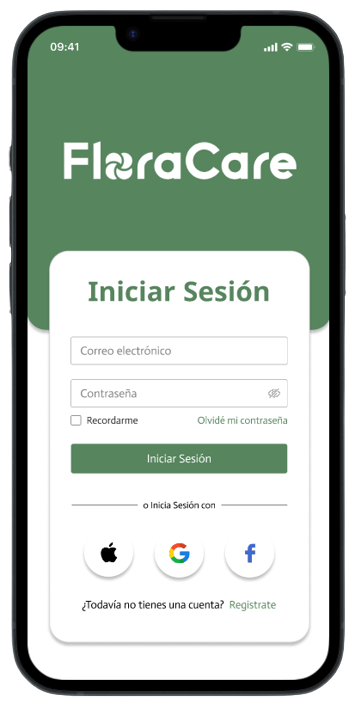 09:41
FloraCare
Iniciar Sesión
Correo electrónico
Contraseña
Recordarme Olvidé mi contraseña
Iniciar Sesión
o Inicia Sesión con
¿Todavía no tienes una cuenta? Registrate